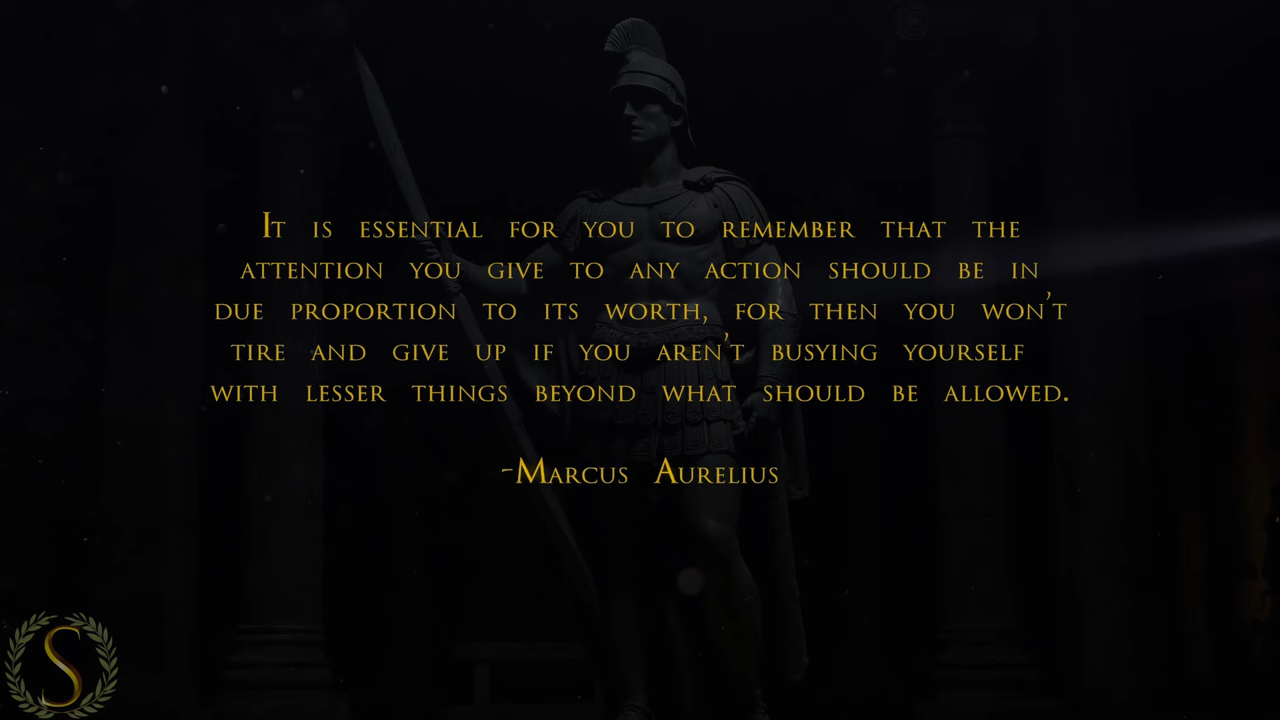 It is essential for you to remember that the
attention you give to any action should be in
due proportion to its worth, for then you won't
tire and give up if you aren't busying yourself
with lesser things beyond what should be allowed.
-Marcus Aurelius
S